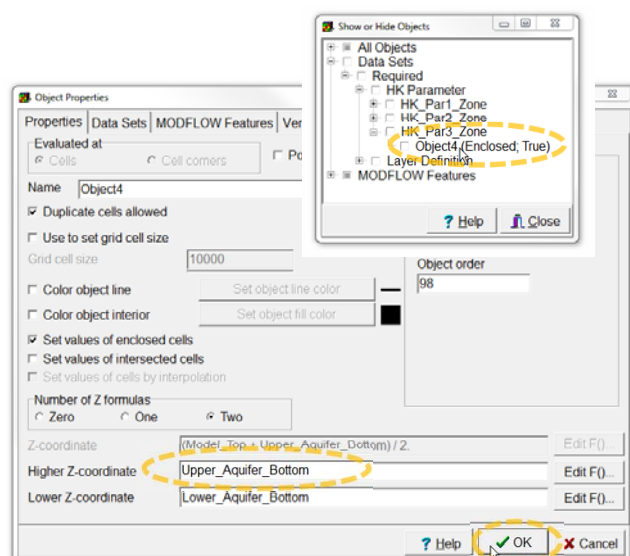 Show or Hide Objects
All Objects
Data Sets
Required
HK Parameter
HK_Par1_Zone
HK_Par2_Zone
HK_Par3_Zone
Object4 (Enclosed; True)
Layer Definition
MODFLOW Features
? Help
Close
Object Properties
Properties Data Sets MODFLOW Features Ver
Evaluated at
Cells Cell corners Po
Name Object4
Duplicate cells allowed
Use to set grid cell size
Grid cell size 10000
Object order
98
Color object line Set object line color
Color object interior Set object fill color
Set values of enclosed cells
Set values of intersected cells
Set values of cells by interpolation
Number of Z formulas
Zero One Two
Z-coordinate (Model_Top + Upper_Aquifer_Bottom) / 2. Edit F()...
Higher Z-coordinate Upper_Aquifer_Bottom Edit F()...
Lower Z-coordinate Lower_Aquifer_Bottom Edit F()...
? Help OK Cancel